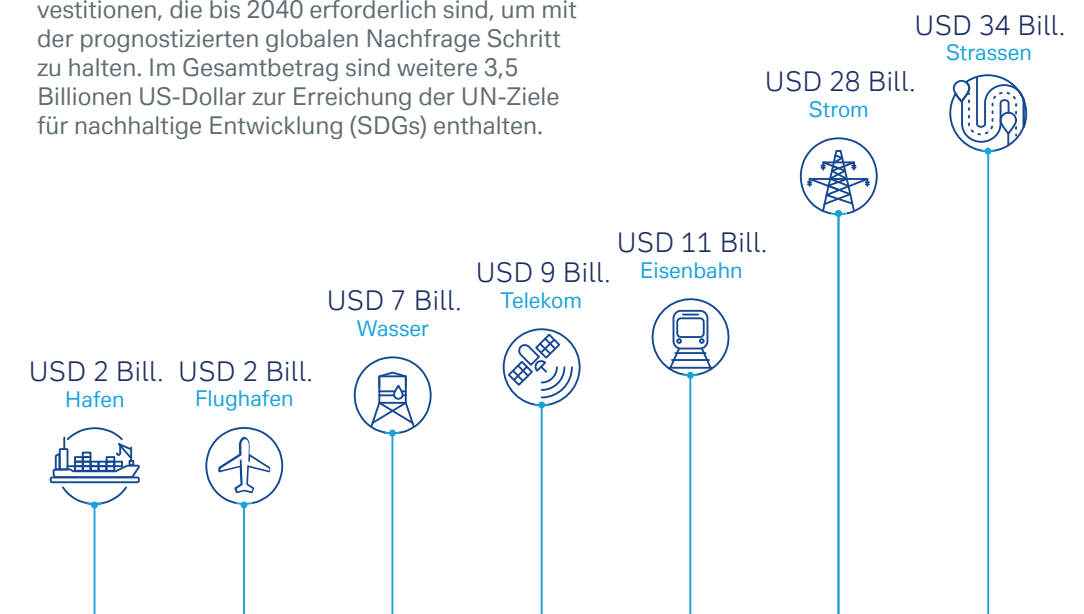 vestitionen, die bis 2040 erforderlich sind, um mit
der prognostizierten globalen Nachfrage Schritt
zu halten. Im Gesamtbetrag sind weitere 3,5
Billionen US-Dollar zur Erreichung der UN-Ziele
für nachhaltige Entwicklung (SDGs) enthalten.
USD 34 Bill.
Strassen
USD 28 Bill.
Strom
USD 11 Bill.
Eisenbahn
USD 9 Bill.
Telekom
USD 7 Bill.
Wasser
USD 2 Bill.
Hafen
USD 2 Bill.
Flughafen